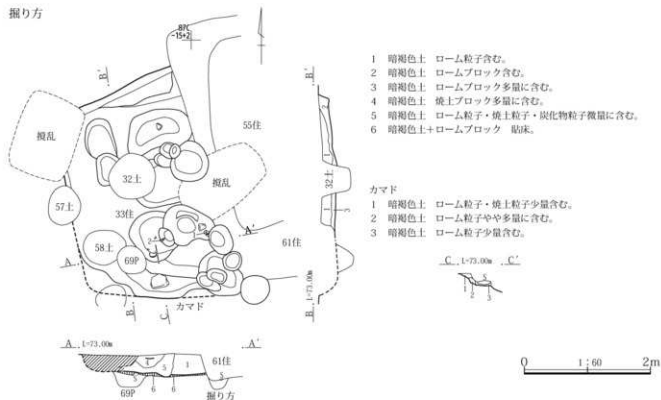 掘り方
87C
-15+2
B′
B′
1 暗褐色土 ローム粒子含む。
2 暗褐色土 ロームブロック含む。
3 暗褐色土 ロームブロック多量に含む。
4 暗褐色土 焼土ブロック多量に含む。
5 暗褐色土 ローム粒子・焼土粒子・炭化物粒子微量に含む。
6 暗褐色土＋ロームブロック 貼床。
撹乱
55住
32土
撹乱
32土
57土
33住
カマド
1 暗褐色土 ローム粒子・焼土粒子少量含む。
2 暗褐色土 ローム粒子やや多量に含む。
3 暗褐色土 ローム粒子少量含む。
A′
58土
69P
61住
A
C L=73.00m C′
カマド
B
C
B L=73.00m
A L=73.00m A′
61住
69P
掘り方
0 1：60 2m